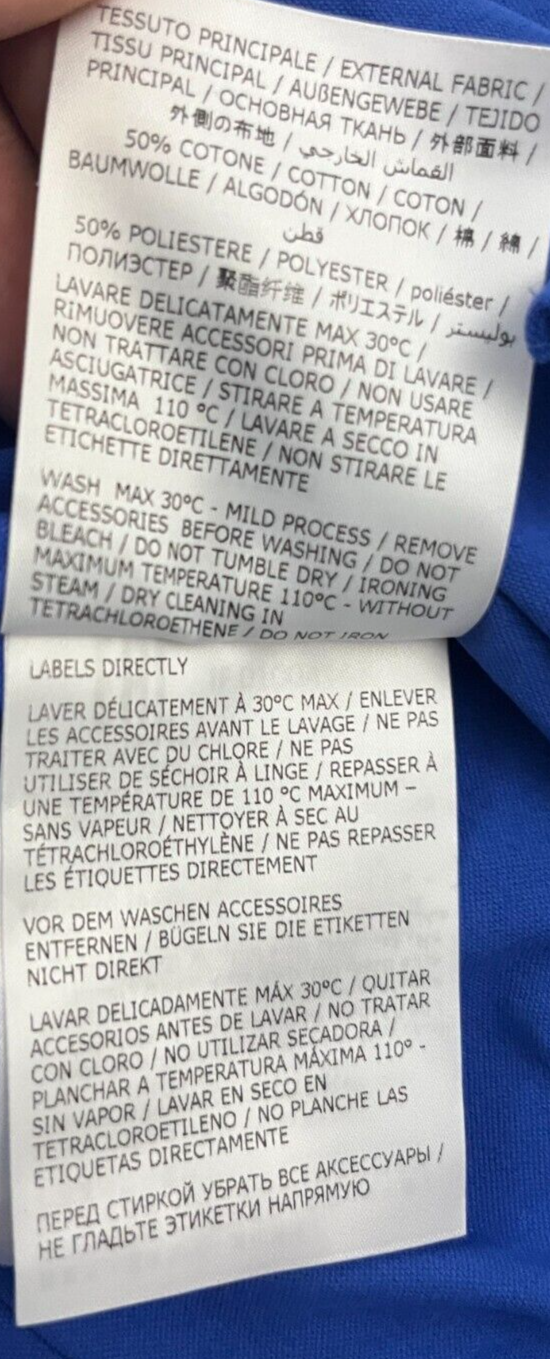 TESSUTO PRINCIPALE / EXTERNAL FABRIC /
TISSU PRINCIPAL / AUßENGEWEBE / TEJIDO
PRINCIPAL / ОСНОВНАЯ ТКАНЬ / 外部面料 /
外側の布地 / القماش الخارجي
50% COTONE / COTTON / COTON /
BAUMWOLLE / ALGODÓN / ХЛОПОК / 棉 / 綿 /
قطن
50% POLIESTERE / POLYESTER / poliéster /
ПОЛИЭСТЕР / 聚酯纤维 / ポリエステル / بوليستر
LAVARE DELICATAMENTE MAX 30°C /
RIMUOVERE ACCESSORI PRIMA DI LAVARE /
NON TRATTARE CON CLORO / NON USARE
ASCIUGATRICE / STIRARE A TEMPERATURA
MASSIMA 110 °C / LAVARE A SECCO IN
TETRACLOROETILENE / NON STIRARE LE
ETICHETTE DIRETTAMENTE
WASH MAX 30°C - MILD PROCESS / REMOVE
ACCESSORIES BEFORE WASHING / DO NOT
BLEACH / DO NOT TUMBLE DRY / IRONING
MAXIMUM TEMPERATURE 110°C - WITHOUT
STEAM / DRY CLEANING IN
TETRACHLOROETHENE / DO NOT IRON
LABELS DIRECTLY
LAVER DÉLICATEMENT À 30°C MAX / ENLEVER
LES ACCESSOIRES AVANT LE LAVAGE / NE PAS
TRAITER AVEC DU CHLORE / NE PAS
UTILISER DE SÉCHOIR À LINGE / REPASSER À
UNE TEMPÉRATURE DE 110 °C MAXIMUM –
SANS VAPEUR / NETTOYER À SEC AU
TÉTRACHLOROÉTHYLÈNE / NE PAS REPASSER
LES ÉTIQUETTES DIRECTEMENT
VOR DEM WASCHEN ACCESSOIRES
ENTFERNEN / BÜGELN SIE DIE ETIKETTEN
NICHT DIREKT
LAVAR DELICADAMENTE MÁX 30°C / QUITAR
ACCESORIOS ANTES DE LAVAR / NO TRATAR
CON CLORO / NO UTILIZAR SECADORA /
PLANCHAR A TEMPERATURA MÁXIMA 110° -
SIN VAPOR / LAVAR EN SECO EN
TETRACLOROETILENO / NO PLANCHE LAS
ETIQUETAS DIRECTAMENTE
ПЕРЕД СТИРКОЙ УБРАТЬ ВСЕ АКСЕССУАРЫ /
НЕ ГЛАДЬТЕ ЭТИКЕТКИ НАПРЯМУЮ